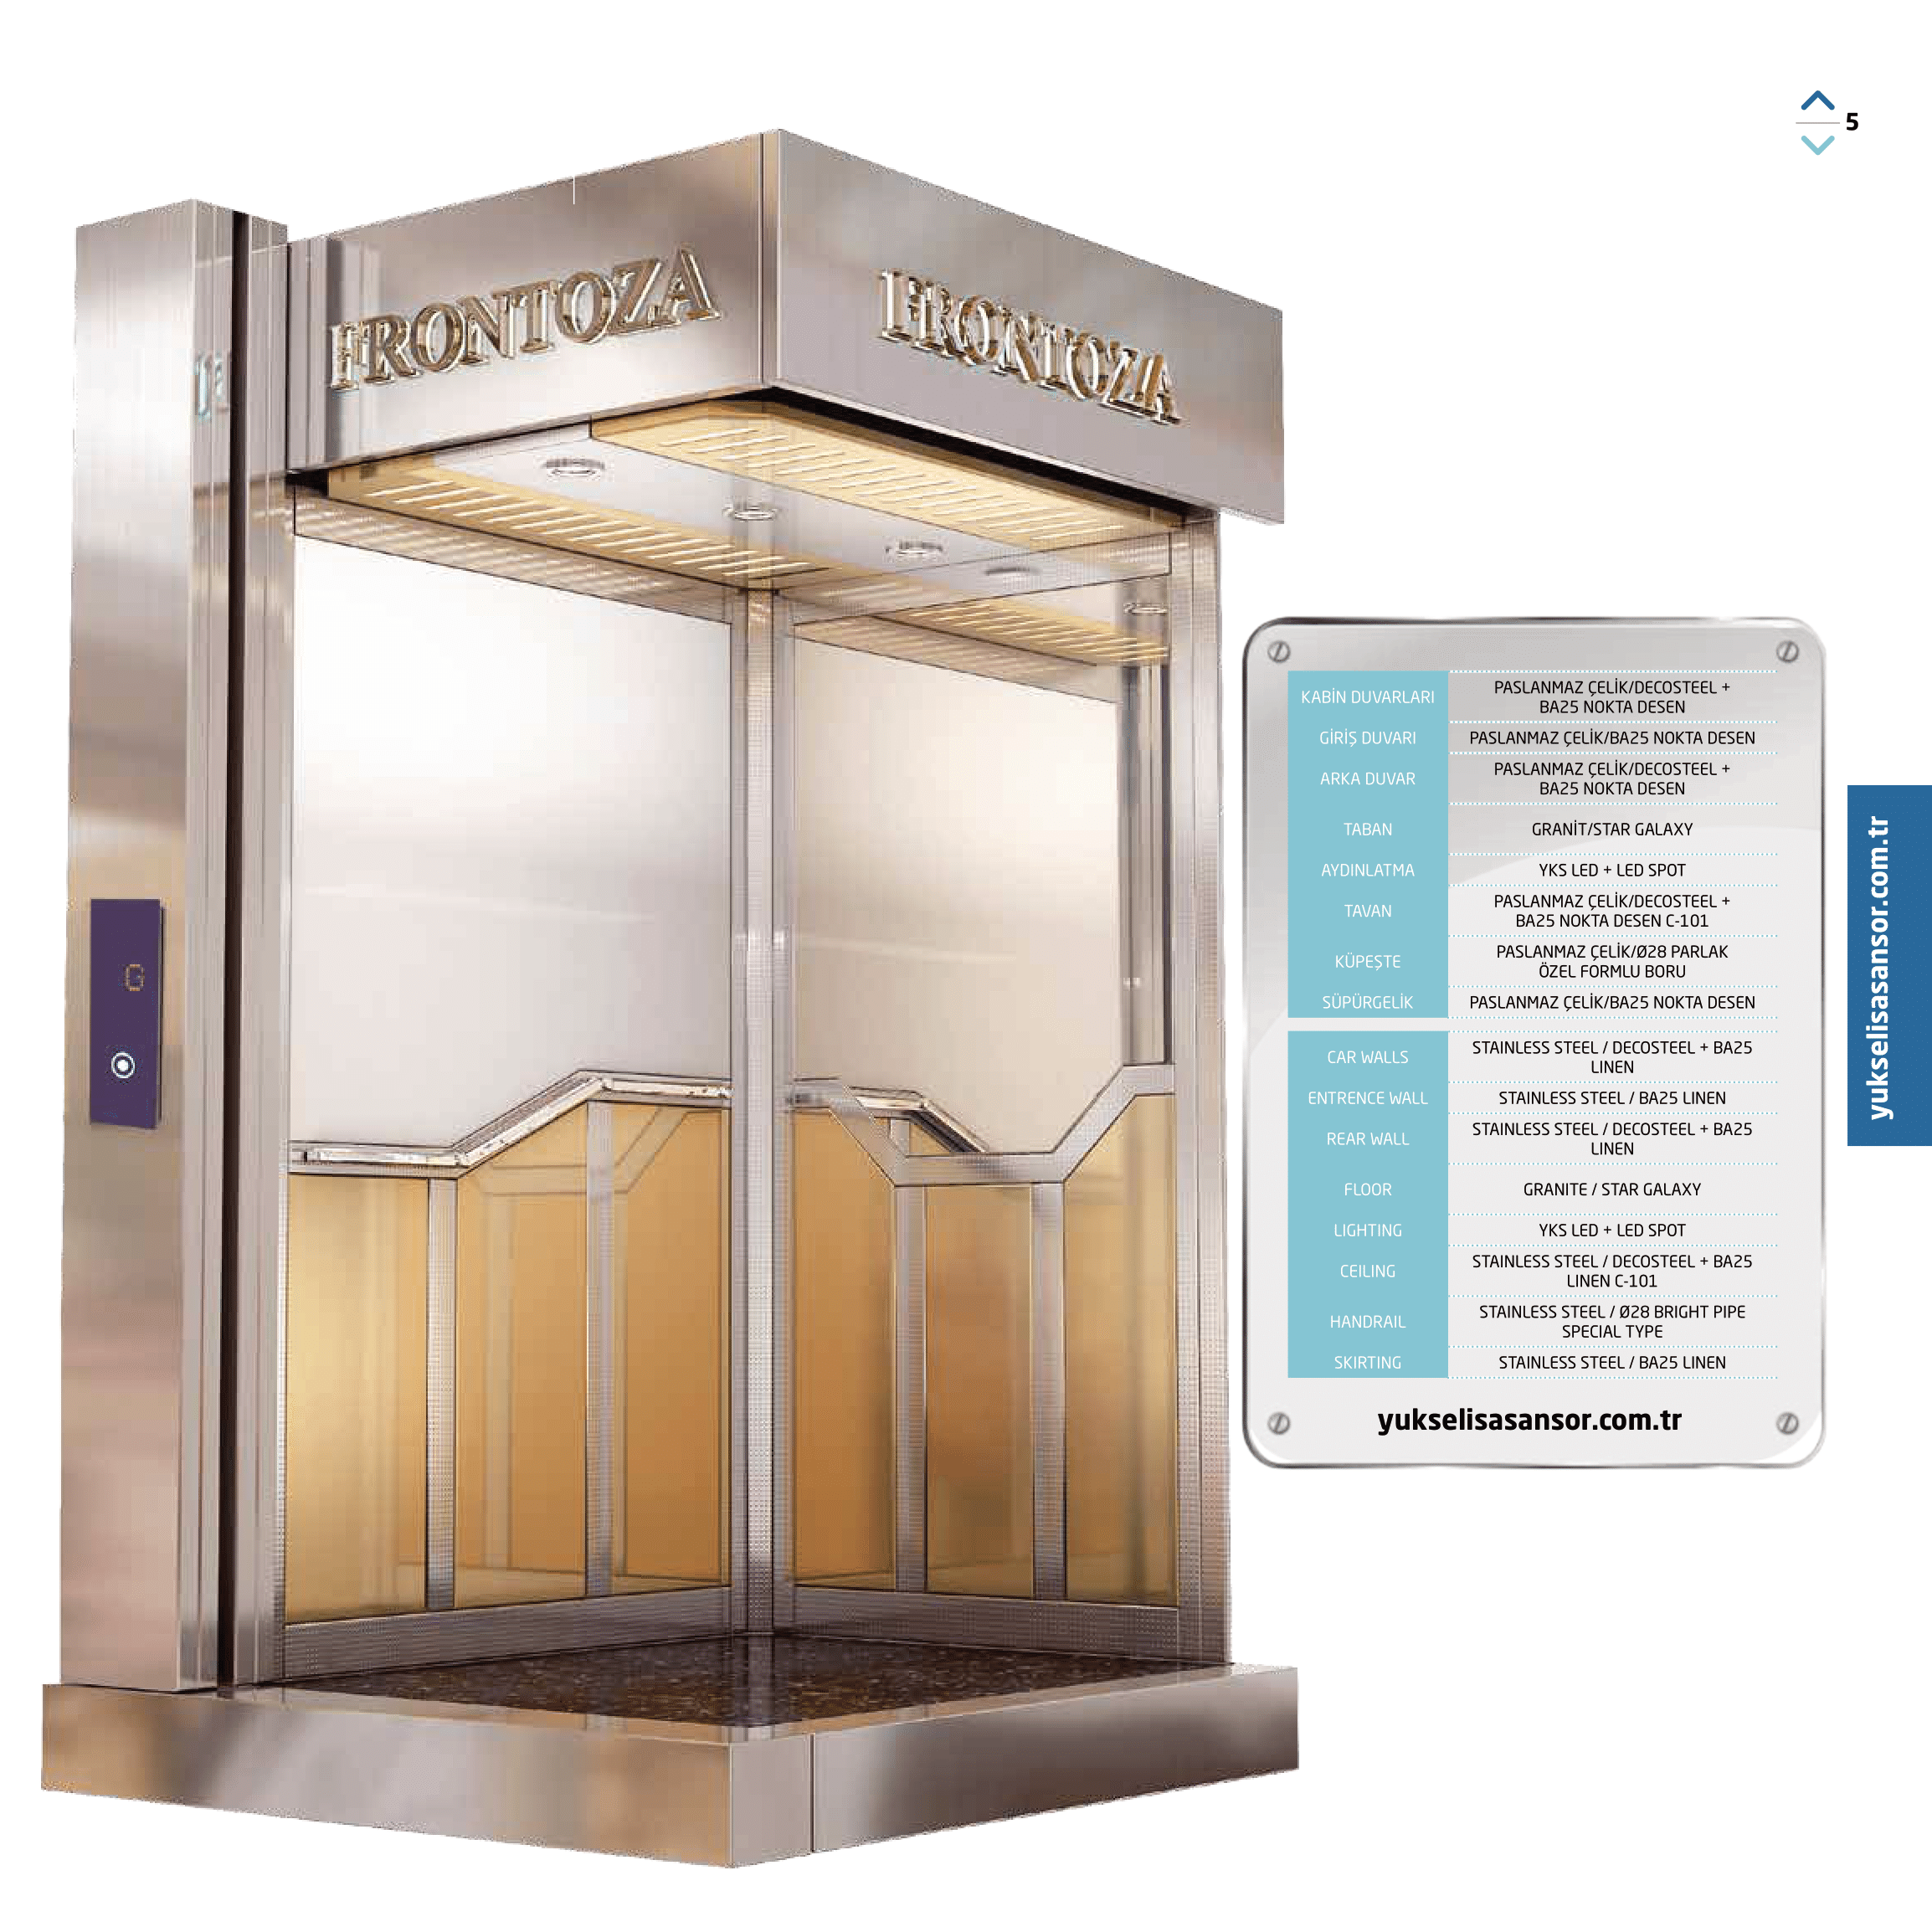 5
FRONTOZA
FRONTOZA
G
KABİN DUVARLARI
PASLANMAZ ÇELİK/DECOSTEEL +
BA25 NOKTA DESEN
GİRİŞ DUVARI
PASLANMAZ ÇELİK/BA25 NOKTA DESEN
ARKA DUVAR
PASLANMAZ ÇELİK/DECOSTEEL +
BA25 NOKTA DESEN
TABAN
GRANİT/STAR GALAXY
AYDINLATMA
YKS LED + LED SPOT
TAVAN
PASLANMAZ ÇELİK/DECOSTEEL +
BA25 NOKTA DESEN C-101
KÜPEŞTE
PASLANMAZ ÇELİK/Ø28 PARLAK
ÖZEL FORMLU BORU
SÜPÜRGELİK
PASLANMAZ ÇELİK/BA25 NOKTA DESEN
CAR WALLS
STAINLESS STEEL / DECOSTEEL + BA25
LINEN
ENTRENCE WALL
STAINLESS STEEL / BA25 LINEN
REAR WALL
STAINLESS STEEL / DECOSTEEL + BA25
LINEN
FLOOR
GRANITE / STAR GALAXY
LIGHTING
YKS LED + LED SPOT
CEILING
STAINLESS STEEL / DECOSTEEL + BA25
LINEN C-101
HANDRAIL
STAINLESS STEEL / Ø28 BRIGHT PIPE
SPECIAL TYPE
SKIRTING
STAINLESS STEEL / BA25 LINEN
yukselisasansor.com.tr
yukselisasansor.com.tr